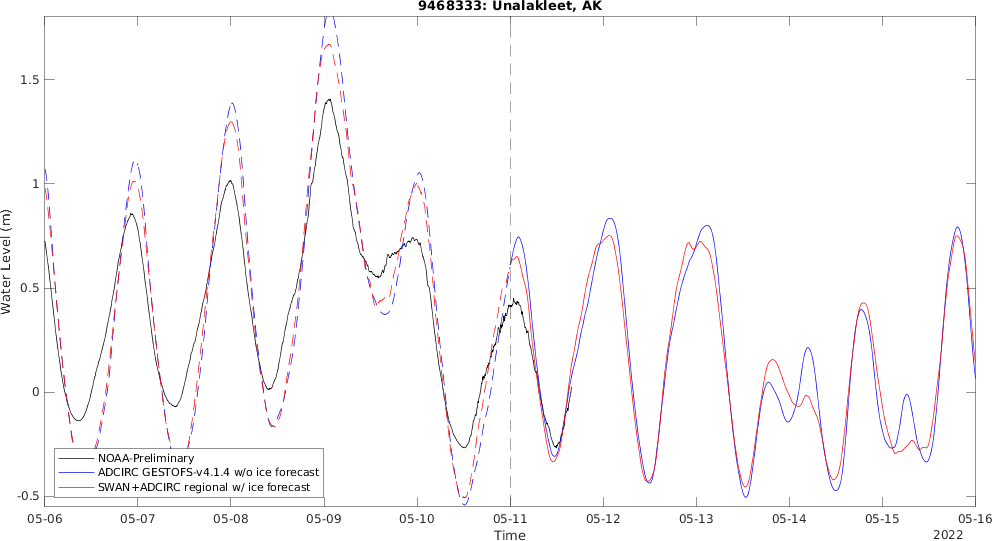 9468333: Unalakleet, AK
Water Level (m)
1.5
1
0.5
0
-0.5
NOAA-Preliminary
ADCIRC GESTOFS-v4.1.4 w/o ice forecast
SWAN+ADCIRC regional w/ ice forecast
05-06 05-07 05-08 05-09 05-10 05-11 05-12 05-13 05-14 05-15 05-16
Time
2022